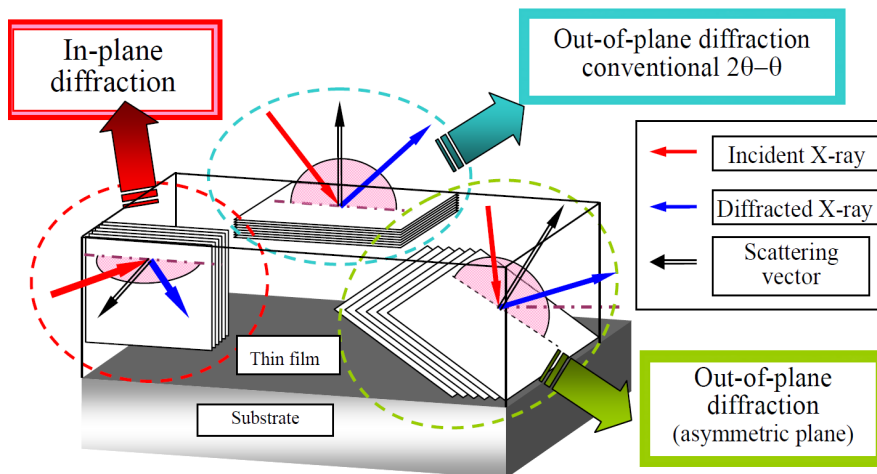 In-plane
diffraction
Out-of-plane diffraction
conventional 2θ–θ
Incident X-ray
Diffracted X-ray
Scattering
vector
Thin film
Substrate
Out-of-plane
diffraction
(asymmetric plane)